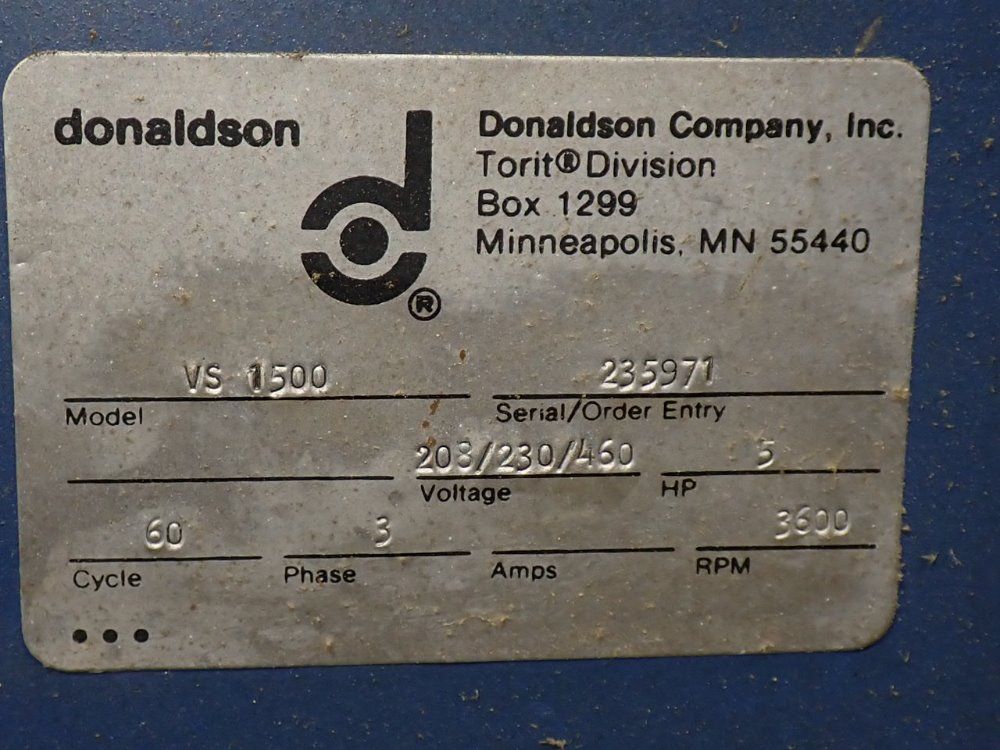 donaldson
Donaldson Company, Inc.
Torit® Division
Box 1299
Minneapolis, MN 55440
®
VS 1500
235971
Model
Serial/Order Entry
208/230/460
5
Voltage
HP
60
3
3600
Cycle
Phase
Amps
RPM